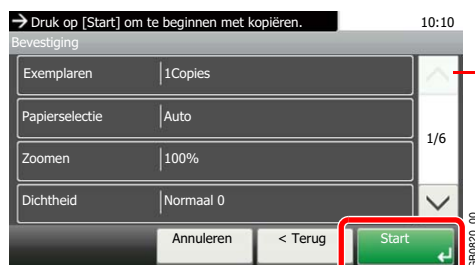 → Druk op [Start] om te beginnen met kopiëren. 10:10
Bevestiging
Exemplaren 1Copies
Papierselectie Auto
1/6
Zoomen 100%
Dichtheid Normaal 0
Annuleren < Terug Start